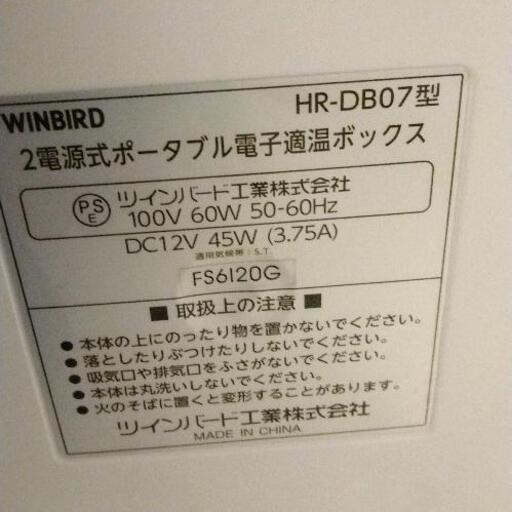 WINBIRD HR-DB07型
2電源式ポータブル電子適温ボックス
PSE ツインバード工業株式会社
100V 60W 50-60Hz
DC12V 45W (3.75A)
適用気候帯:S.T.
FS6I20G
■ 取扱上の注意 ■
● 本体の上にのったり物を置かないでください。
● 落としたりぶつけたりしないでください。
● 吸気口や排気口をふさがないでください。
● 本体は丸洗いしないでください。
● 火のそばに置くと変形することがあります。
ツインバード工業株式会社
MADE IN CHINA